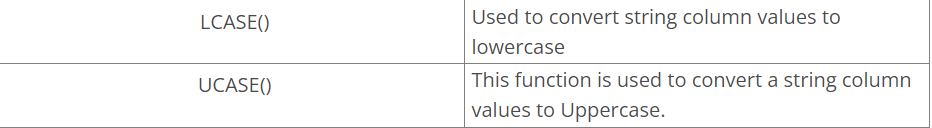 LCASE()
Used to convert string column values to
lowercase
UCASE()
This function is used to convert a string column
values to Uppercase.